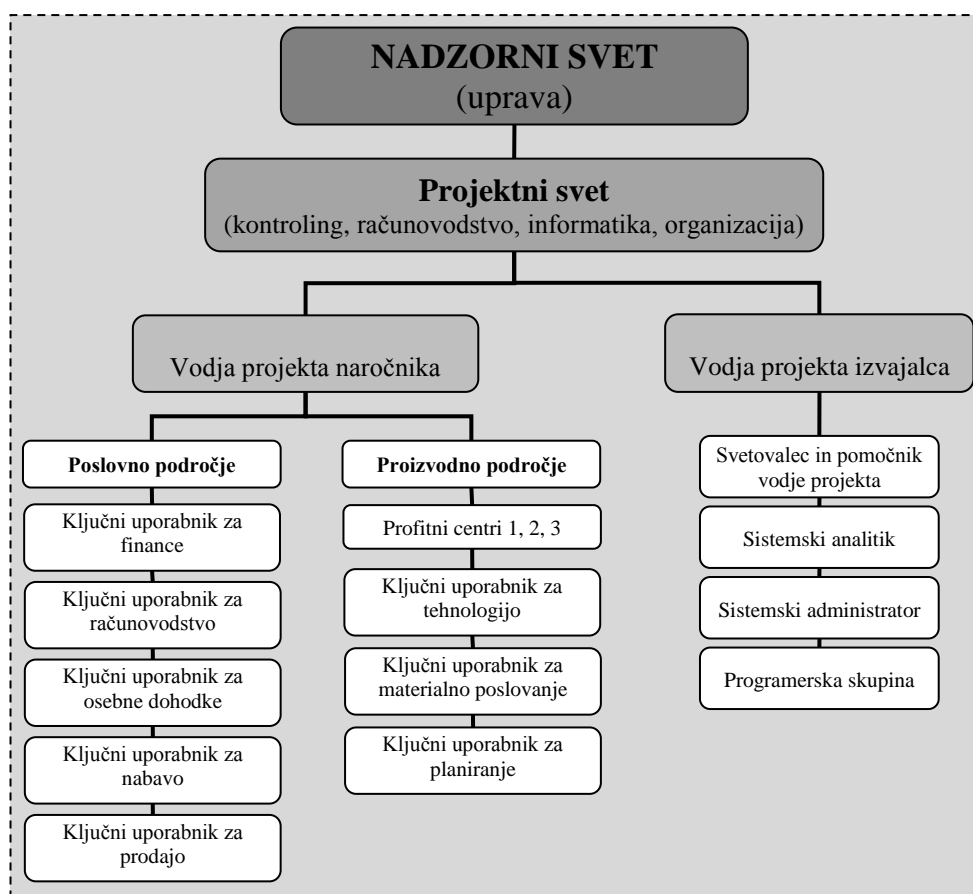 NADZORNI SVET
(uprava)
Projektni svet
(kontroling, računovodstvo, informatika, organizacija)
Vodja projekta naročnika
Vodja projekta izvajalca
Poslovno področje
Ključni uporabnik za
finance
Ključni uporabnik za
računovodstvo
Ključni uporabnik za
osebne dohodke
Ključni uporabnik za
nabavo
Ključni uporabnik za
prodajo
Proizvodno področje
Profitni centri 1, 2, 3
Ključni uporabnik za
tehnologijo
Ključni uporabnik za
materialno poslovanje
Ključni uporabnik za
planiranje
Svetovalec in pomočnik
vodje projekta
Sistemski analitik
Sistemski administrator
Programerska skupina